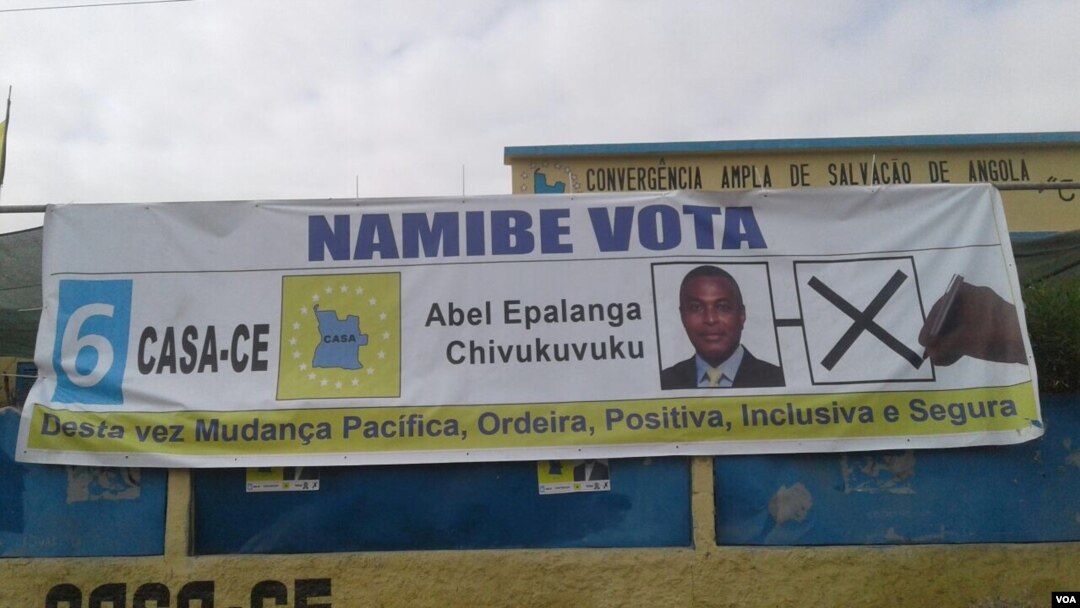 CONVERGÊNCIA AMPLA DE SALVAÇÃO DE ANGOLA
NAMIBE VOTA
6 CASA-CE
CASA
Abel Epalanga
Chivukuvuku
Desta vez Mudança Pacífica, Ordeira, Positiva, Inclusiva e Segura
CASA-CE
VOA